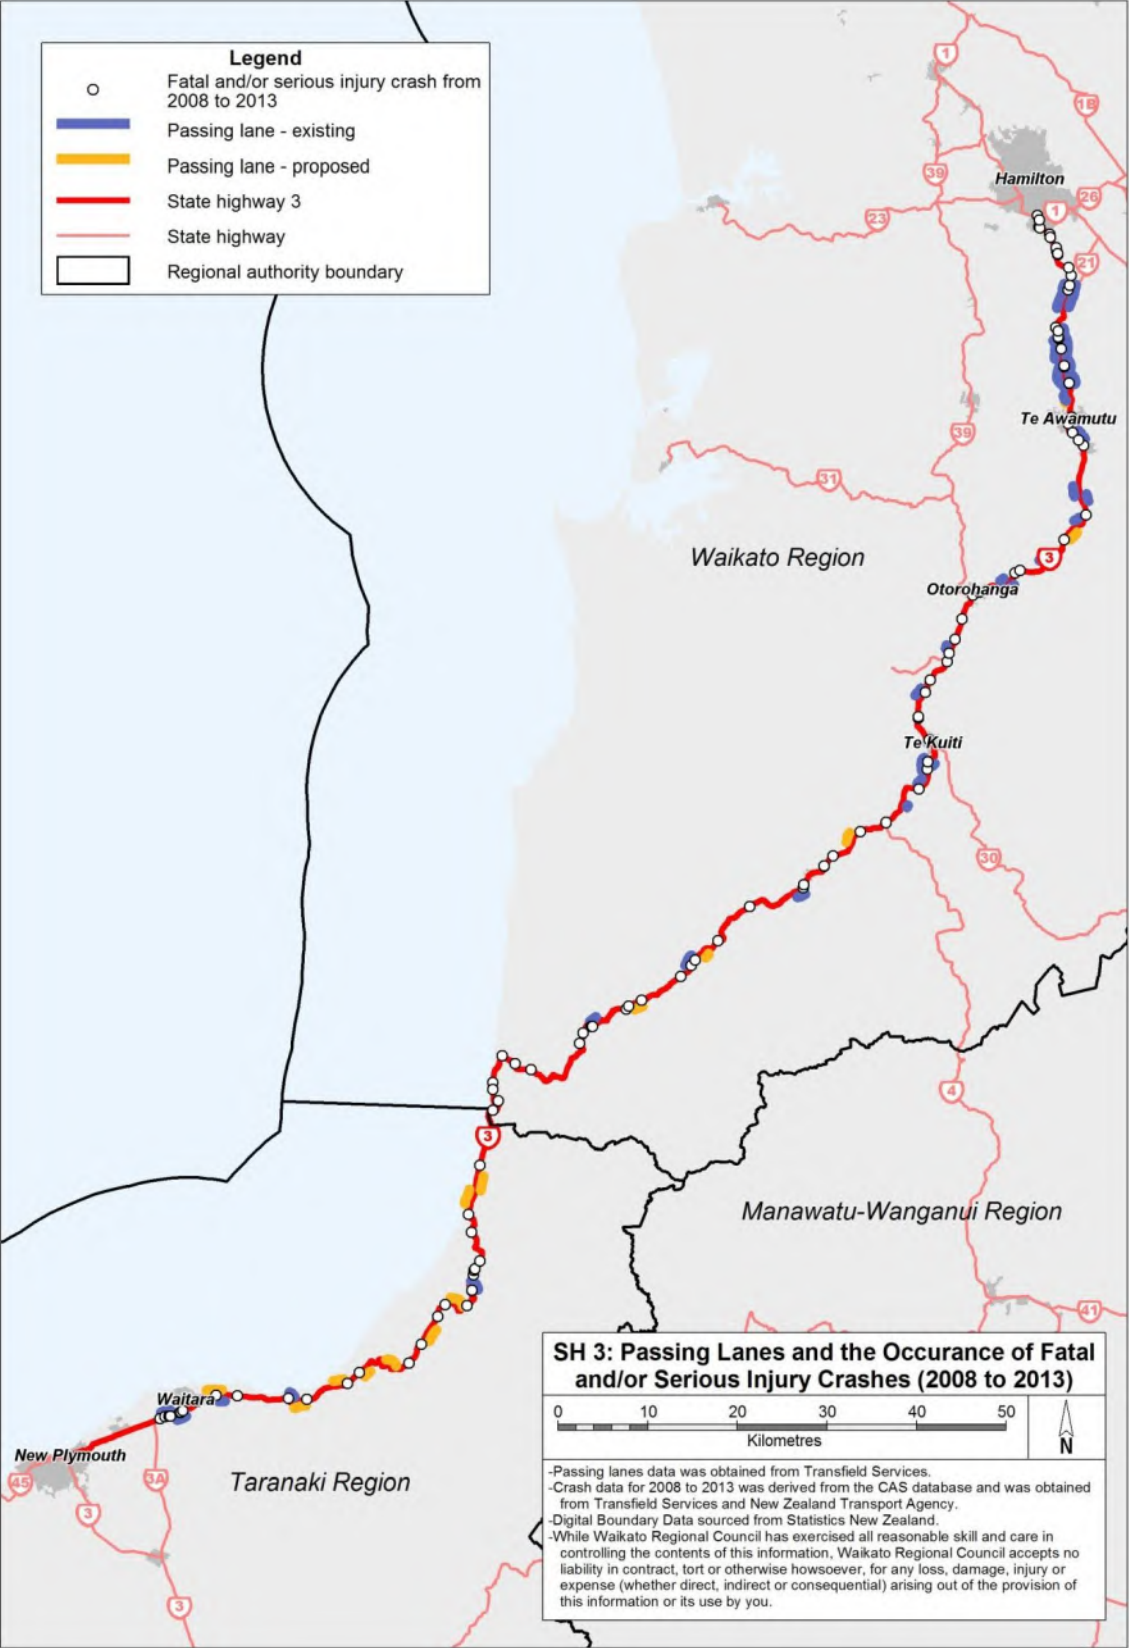 Legend
Fatal and/or serious injury crash from
2008 to 2013
Passing lane - existing
Passing lane - proposed
State highway 3
State highway
Regional authority boundary
1
1B
39
Hamilton
26
1
23
21
Te Awamutu
39
31
Waikato Region
3
Otorohanga
Te Kuiti
30
4
3
Manawatu-Wanganui Region
41
Waitara
New Plymouth
45
3A
3
Taranaki Region
3
SH 3: Passing Lanes and the Occurance of Fatal
and/or Serious Injury Crashes (2008 to 2013)
0 10 20 30 40 50
Kilometres
N
-Passing lanes data was obtained from Transfield Services.
-Crash data for 2008 to 2013 was derived from the CAS database and was obtained
from Transfield Services and New Zealand Transport Agency.
-Digital Boundary Data sourced from Statistics New Zealand.
-While Waikato Regional Council has exercised all reasonable skill and care in
controlling the contents of this information, Waikato Regional Council accepts no
liability in contract, tort or otherwise howsoever, for any loss, damage, injury or
expense (whether direct, indirect or consequential) arising out of the provision of
this information or its use by you.